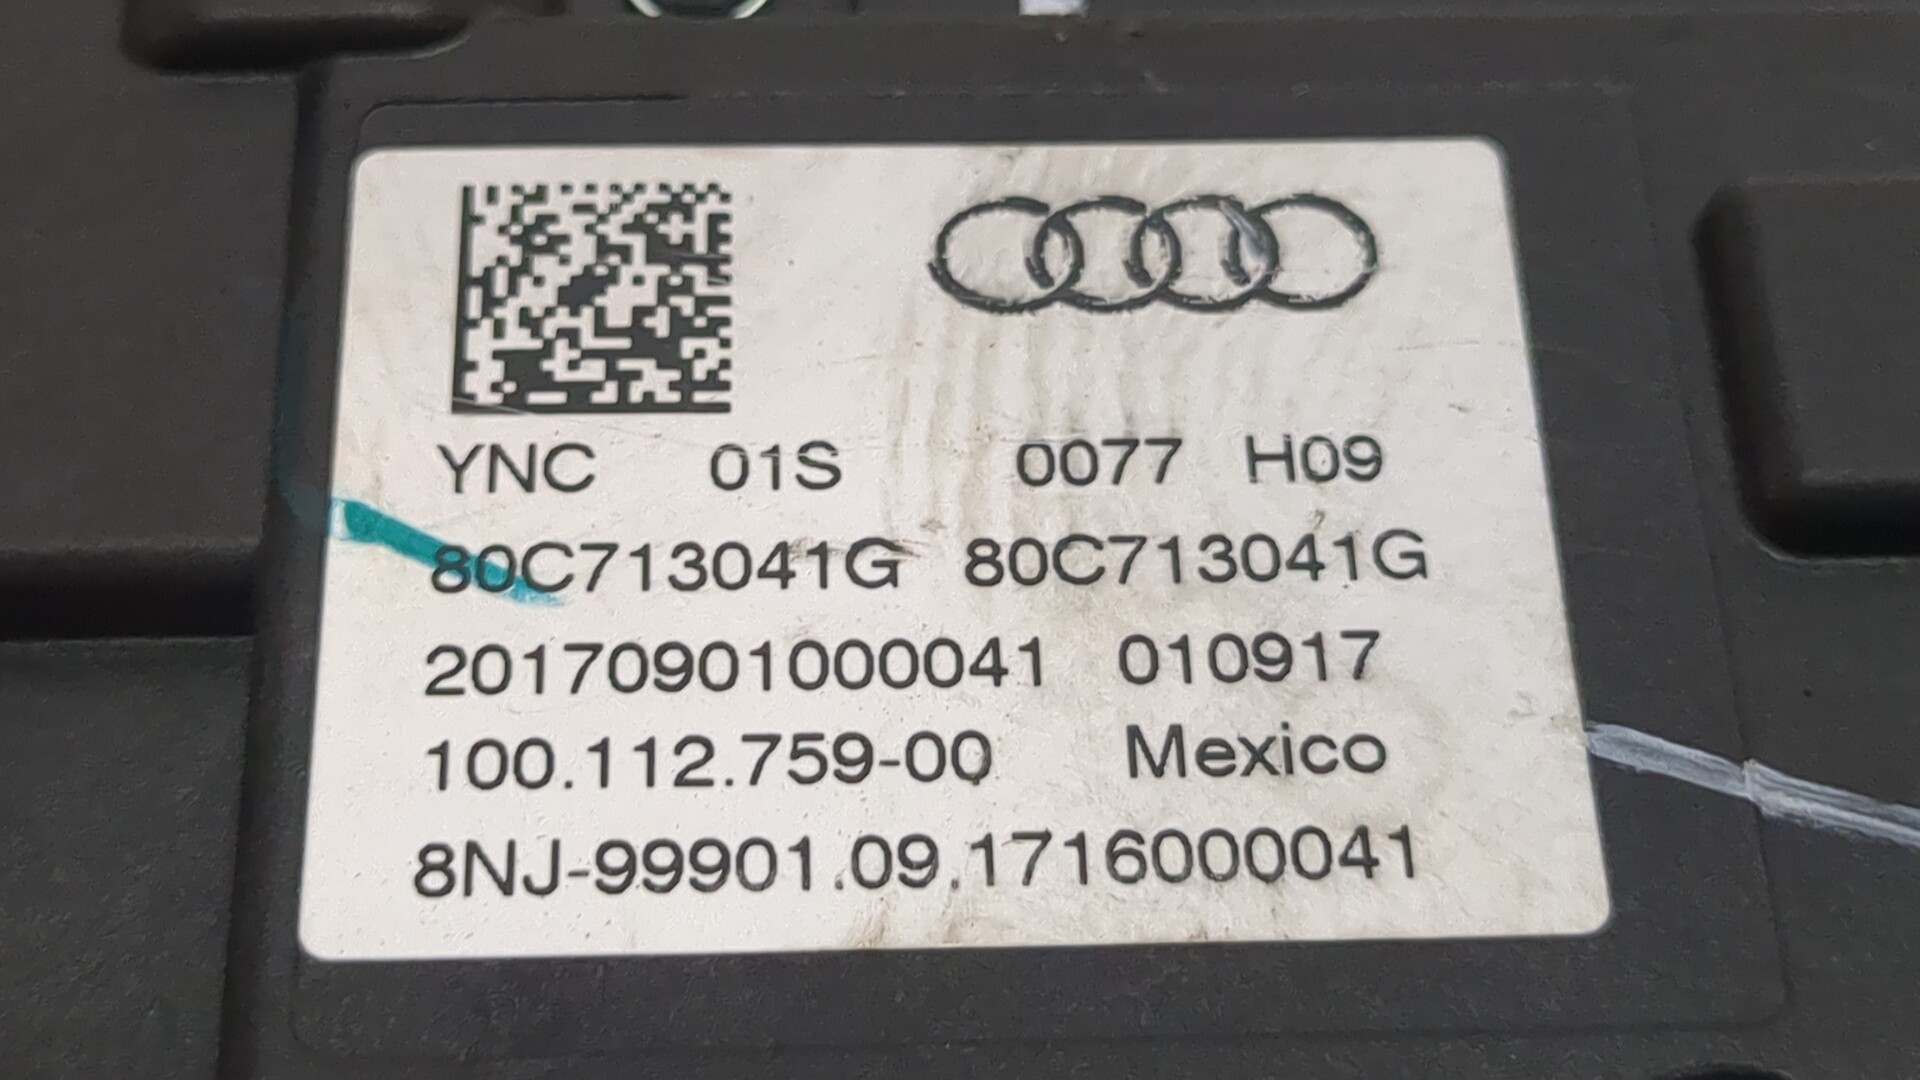 YNC 01S 0077 H09
80C713041G 80C713041G
20170901000041 010917
100.112.759-00 Mexico
8NJ-99901.09.1716000041